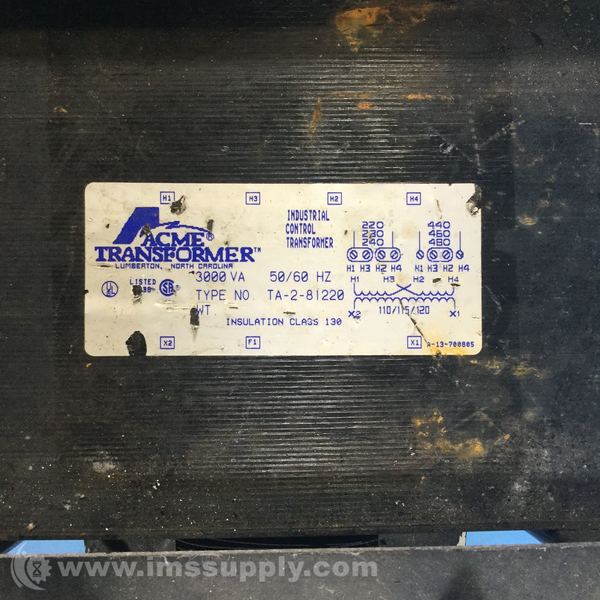 H1 H3 H2 H4
ACME®
TRANSFORMER™
LUMBERTON, NORTH CAROLINA
INDUSTRIAL
CONTROL
TRANSFORMER
220 440
230 460
240 480
H1 H3 H2 H4 H1 H3 H2 H4
H1 H3 H2 H4
3000 VA 50/60 HZ
UL LISTED SA
TYPE NO. TA-2-81220
WT.
X2 110/115/120 X1
INSULATION CLASS 130
X2 F1 X1 A-13-700805
www.imssupply.com